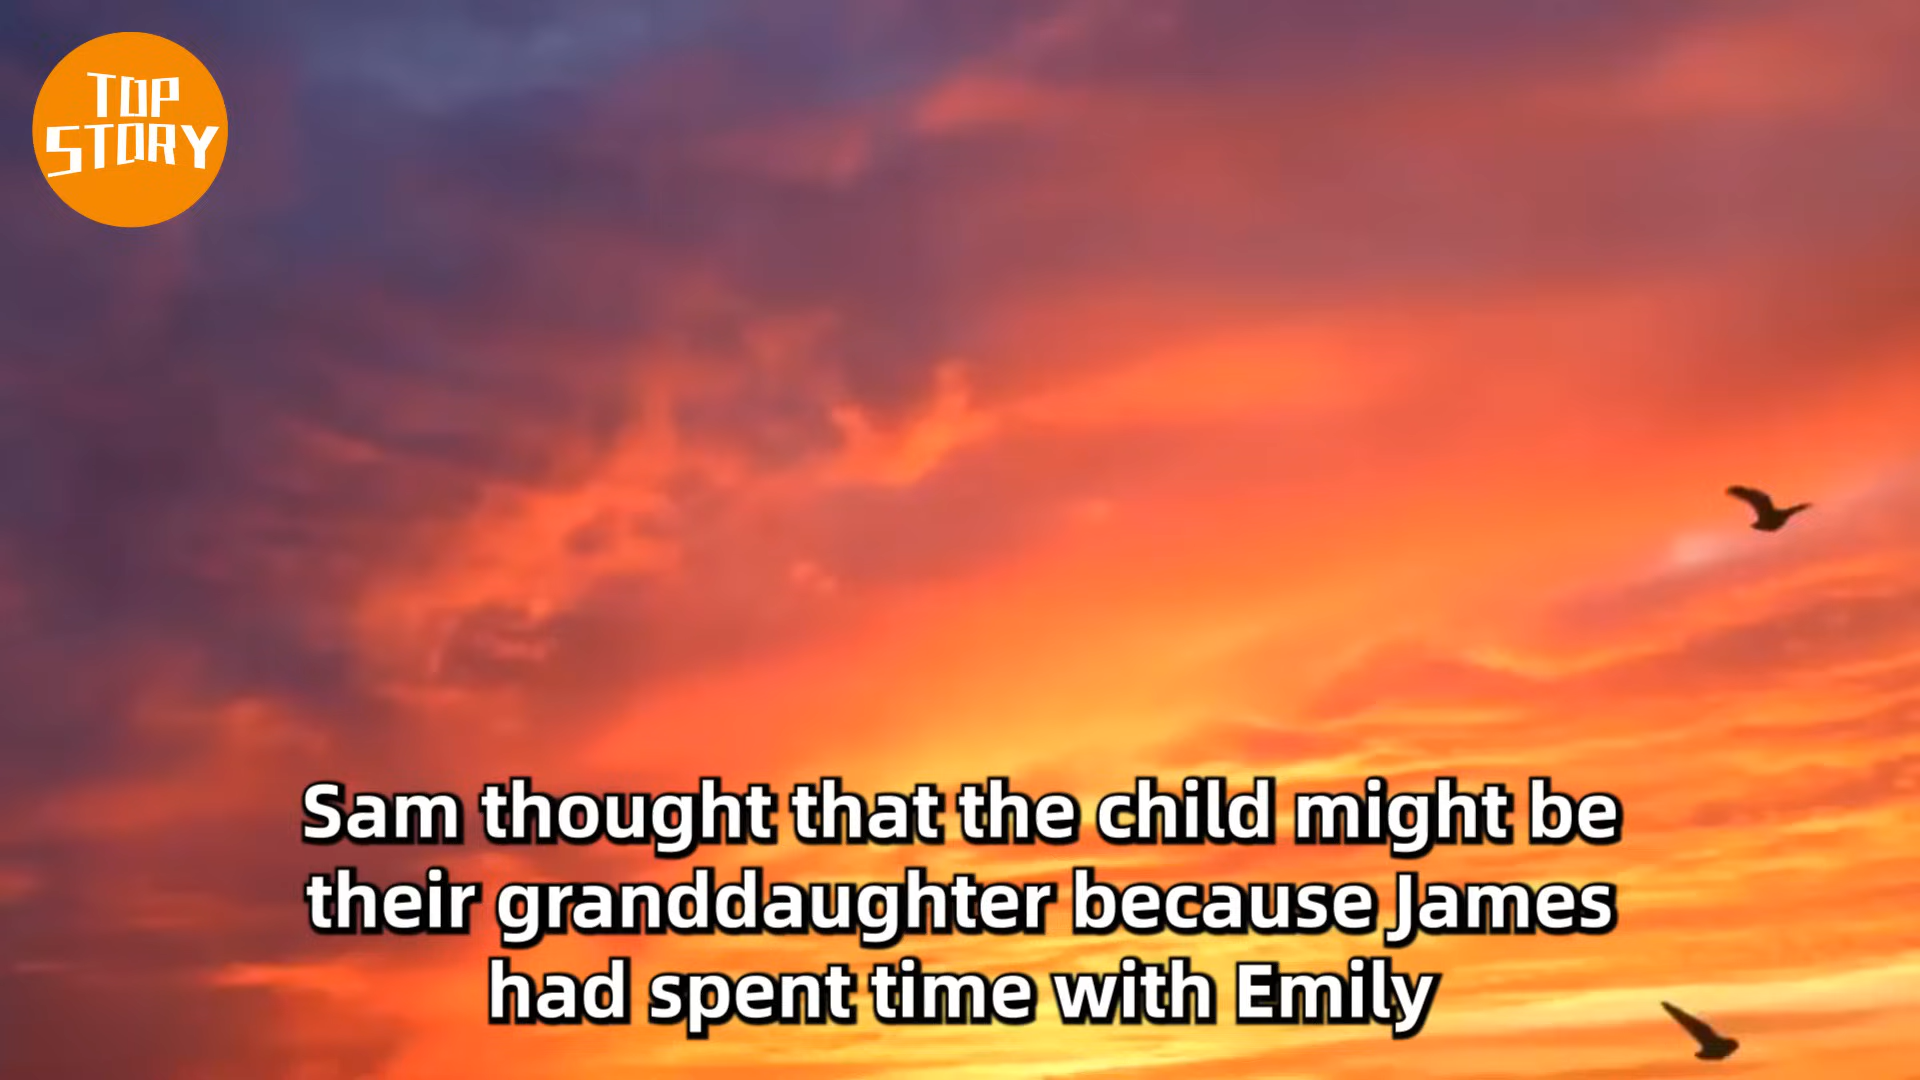 TOP
STORY
Sam thought that the child might be
their granddaughter because James
had spent time with Emily